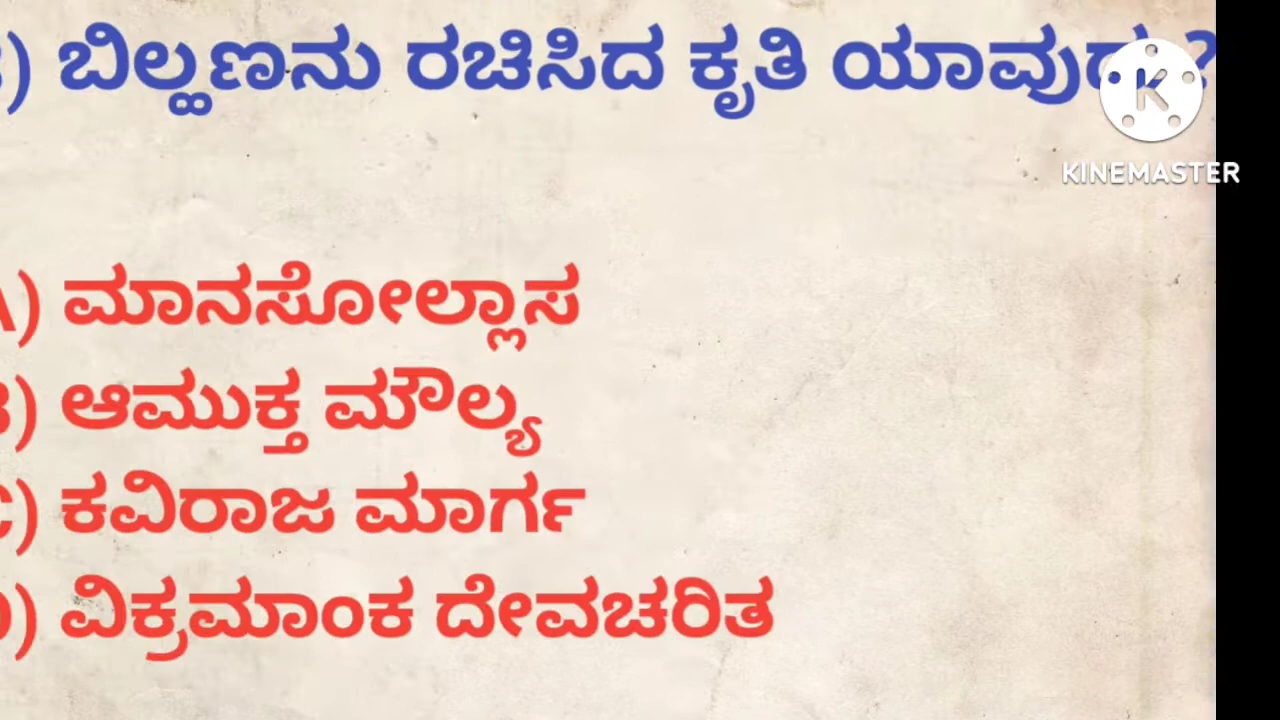 ) ಬಿಲ್ಹಣನು ರಚಿಸಿದ ಕೃತಿ ?
KINEMASTER
) ಮಾನಸೋಲ್ಲಾಸ
) ಆಮುಕ್ತ ಮೌಲ್ಯ
) ಕವಿರಾಜ ಮಾರ್ಗ
) ವಿಕ್ರಮಾಂಕ ದೇವಚರಿತ